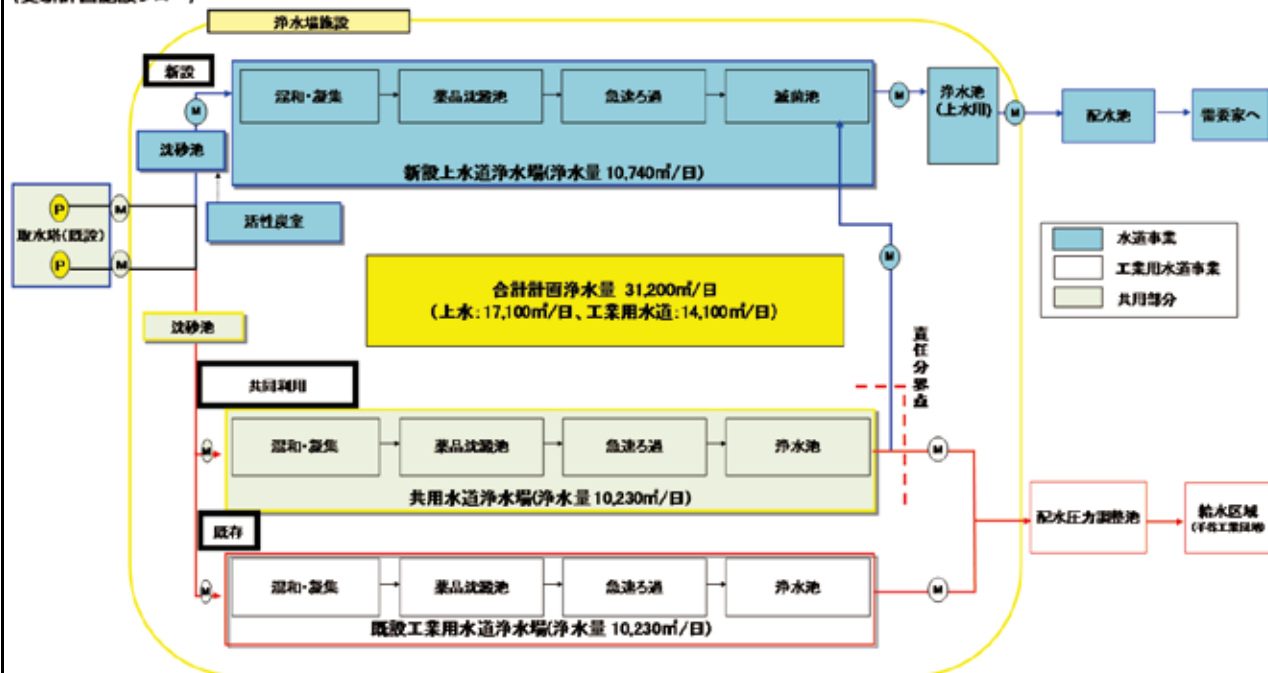 浄水場施設
新設
混和・凝集
薬品沈澱池
急速ろ過
滅菌池
新設上水道浄水場(浄水量 10,740㎥/日)
M
沈砂池
活性炭室
M
浄水池
(上水用)
M
配水池
需要家へ
P
M
取水塔(既設)
P
M
水道事業
工業用水道事業
共用部分
合計計画浄水量 31,200㎥/日
(上水:17,100㎥/日、工業用水道:14,100㎥/日)
M
責任分界点
沈砂池
共同利用
M
混和・凝集
薬品沈澱池
急速ろ過
浄水池
共用水道浄水場(浄水量 10,230㎥/日)
M
既存
M
混和・凝集
薬品沈澱池
急速ろ過
浄水池
既設工業用水道浄水場(浄水量 10,230㎥/日)
M
配水圧力調整池
給水区域